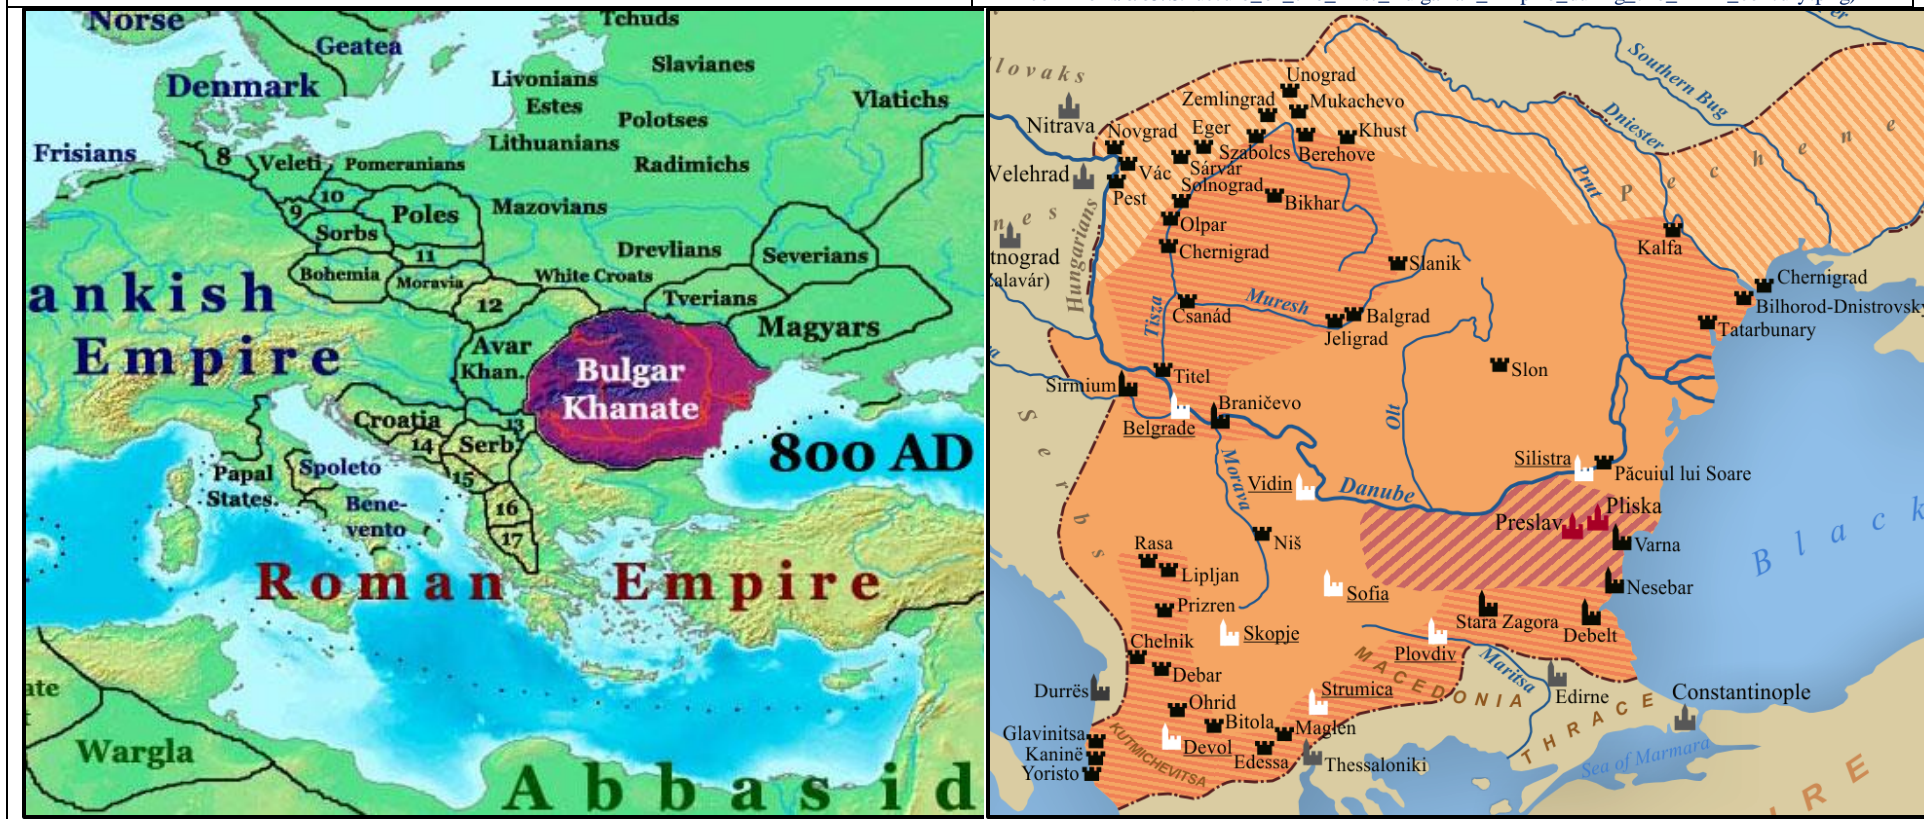 Norse
Tchuds
Geatea
Slavianes
Denmark
Livonians
Estes
Vlatichs
Polotses
Lithuanians
Frisians
8
Veleti
Pomeranians
Radimichs
10
9
Poles
Mazovians
Sorbs
Drevlians
Severians
11
Bohemia
Moravia
White Croats
ankish
12
Tverians
Magyars
Empire
Avar
Khan.
Bulgar
Khanate
Croatia
13
14
Serb.
800 AD
Papal
States.
Spoleto
15
Bene-
vento
16
17
Roman Empire
ate
Wargla
Abbasid
lovaks
Nitrava
Velehrad
nes
tnograd
Zalavár)
Hungarians
Unograd
Zemlingrad
Mukachevo
Novgrad
Eger
Khust
Szabolcs
Berehove
Vác
Sárvár
Pest
Solnograd
Bikhar
Olpar
Chernigrad
Southern Bug
Dniester
Prut
Pechene
Kalfa
Slanik
Chernigrad
Bilhorod-Dnistrovsky
Tatarbunary
Tisza
Csanád
Muresh
Balgrad
Jeligrad
Slon
Sirmium
Titel
Braničevo
Belgrade
Olt
Serbs
Morava
Vidin
Danube
Silistra
Păcuiul lui Soare
Preslav
Pliska
Varna
Black
Niš
Rasa
Lipljan
Nesebar
Prizren
Sofia
Stara Zagora
Debelt
Skopje
Chelnik
Plovdiv
Maritsa
Debar
MACEDONIA
Durrës
Strumica
Edirne
Constantinople
Ohrid
Bitola
Maglen
THRACE
Glavinitsa
Kaninë
Yoristo
KUTMICHEVITSA
Devol
Edessa
Thessaloniki
Sea of Marmara
IRE